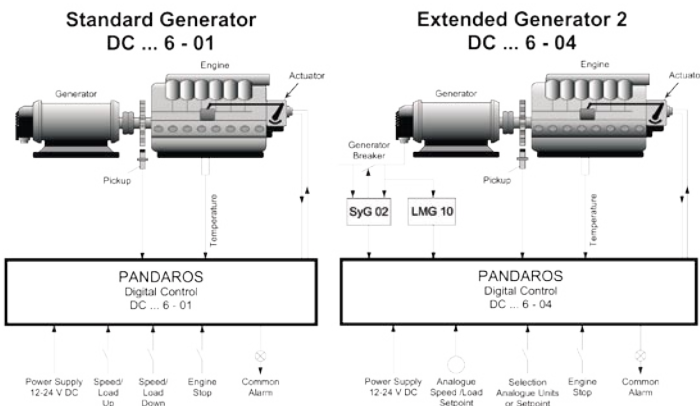 Standard Generator
DC ... 6 - 01
Engine
Actuator
Generator
Pickup
Temperature
PANDAROS
Digital Control
DC ... 6 - 01
Power Supply
12-24 V DC
Speed/
Load
Up
Speed/
Load
Down
Engine
Stop
Common
Alarm
Extended Generator 2
DC ... 6 - 04
Engine
Actuator
Generator
Generator
Breaker
Pickup
SyG 02
LMG 10
Temperature
PANDAROS
Digital Control
DC ... 6 - 04
Power Supply
12-24 V DC
Analogue
Speed /Load
Setpoint
Selection
Analogue Units
or Setpoint
Engine
Stop
Common
Alarm